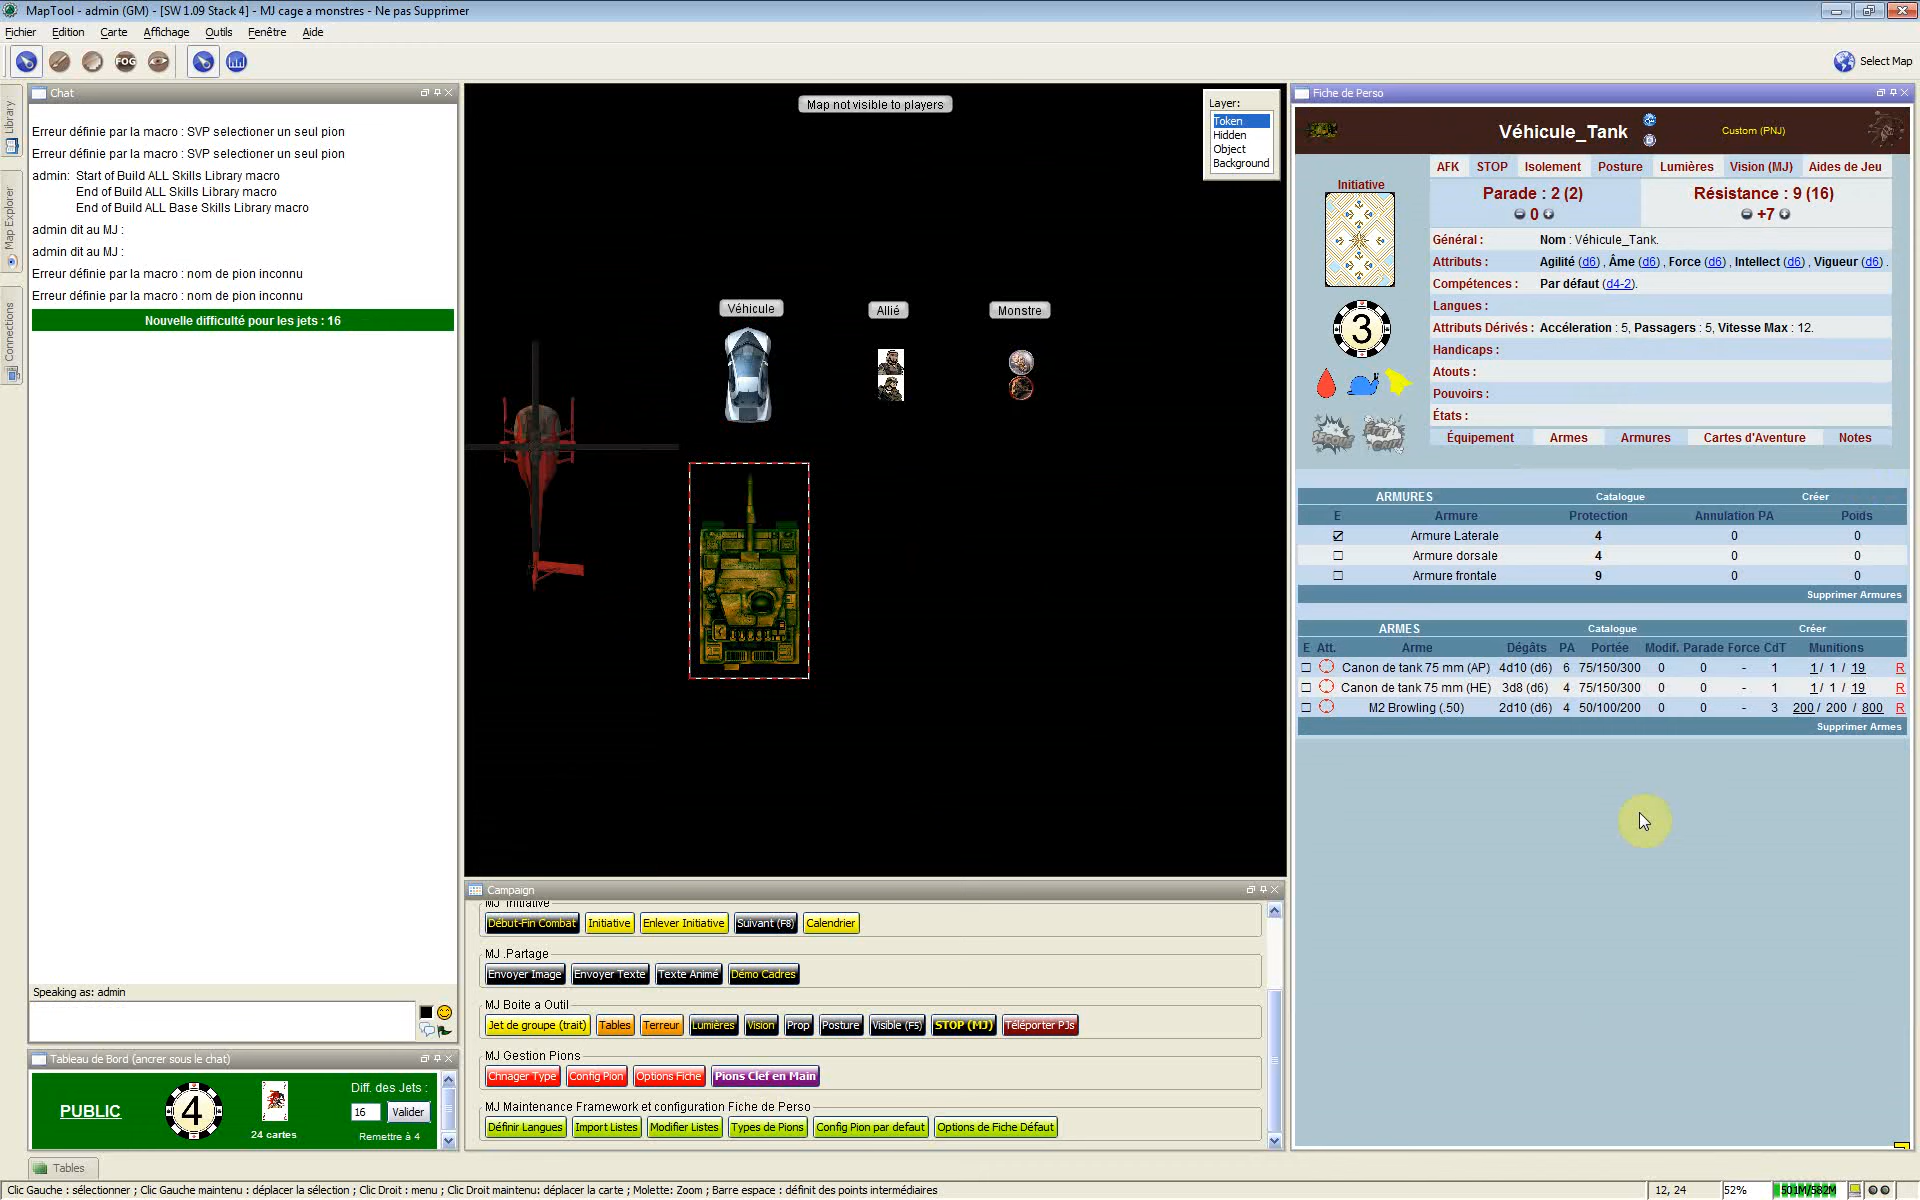 MapTool - admin (GM) - [SW 1.09 Stack 4] - MJ cage a monstres - Ne pas Supprimer
Fichier Edition Carte Affichage Outils Fenêtre Aide
FOG
Select Map
Library
Map Explorer
Connections
Chat
Erreur définie par la macro : SVP selectioner un seul pion
Erreur définie par la macro : SVP selectioner un seul pion
admin: Start of Build ALL Skills Library macro
End of Build ALL Skills Library macro
End of Build ALL Base Skills Library macro
admin dit au MJ :
admin dit au MJ :
Erreur définie par la macro : nom de pion inconnu
Erreur définie par la macro : nom de pion inconnu
Nouvelle difficulté pour les jets : 16
Speaking as: admin
Tableau de Bord (ancrer sous le chat)
PUBLIC
4
24 cartes
Diff. des Jets :
16 Valider
Remettre à 4
Tables
Map not visible to players
Layer:
Token
Hidden
Object
Background
Véhicule
Allié
Monstre
Campaign
MJ Initiative
Début-Fin Combat Initiative Enlever Initiative Suivant (F8) Calendrier
MJ .Partage
Envoyer Image Envoyer Texte Texte Animé Démo Cadres
MJ Boite a Outil
Jet de groupe (trait) Tables Terreur Lumières Vision Prop Posture Visible (F5) STOP (MJ) Téléporter PJs
MJ Gestion Pions
Chnager Type Config Pion Options Fiche Pions Clef en Main
MJ Maintenance Framework et configuration Fiche de Perso
Définir Langues Import Listes Modifier Listes Types de Pions Config Pion par defaut Options de Fiche Défaut
Fiche de Perso
Véhicule_Tank
Custom (PNJ)
AFK STOP Isolement Posture Lumières Vision (MJ) Aides de Jeu
Initiative
3
Parade : 2 (2)
0
Résistance : 9 (16)
+7
Général : Nom : Véhicule_Tank.
Attributs : Agilité (d6) , Âme (d6) , Force (d6) , Intellect (d6) , Vigueur (d6) .
Compétences : Par défaut (d4-2).
Langues :
Attributs Dérivés : Accéleration : 5, Passagers : 5, Vitesse Max : 12.
Handicaps :
Atouts :
Pouvoirs :
États :
Équipement Armes Armures Cartes d'Aventure Notes
ARMURES Catalogue Créer
E Armure Protection Annulation PA Poids
Armure Laterale 4 0 0
Armure dorsale 4 0 0
Armure frontale 9 0 0
Supprimer Armures
ARMES Catalogue Créer
E Att. Arme Dégâts PA Portée Modif. Parade Force CdT Munitions
Canon de tank 75 mm (AP) 4d10 (d6) 6 75/150/300 0 0 - 1 1 / 1 / 19 R
Canon de tank 75 mm (HE) 3d8 (d6) 4 75/150/300 0 0 - 1 1 / 1 / 19 R
M2 Browling (.50) 2d10 (d6) 4 50/100/200 0 0 - 3 200 / 200 / 800 R
Supprimer Armes
Clic Gauche : sélectionner ; Clic Gauche maintenu : déplacer la sélection ; Clic Droit : menu ; Clic Droit maintenu: déplacer la carte ; Molette: Zoom ; Barre espace : définit des points intermédiaires
12, 24
52%
501M/582M